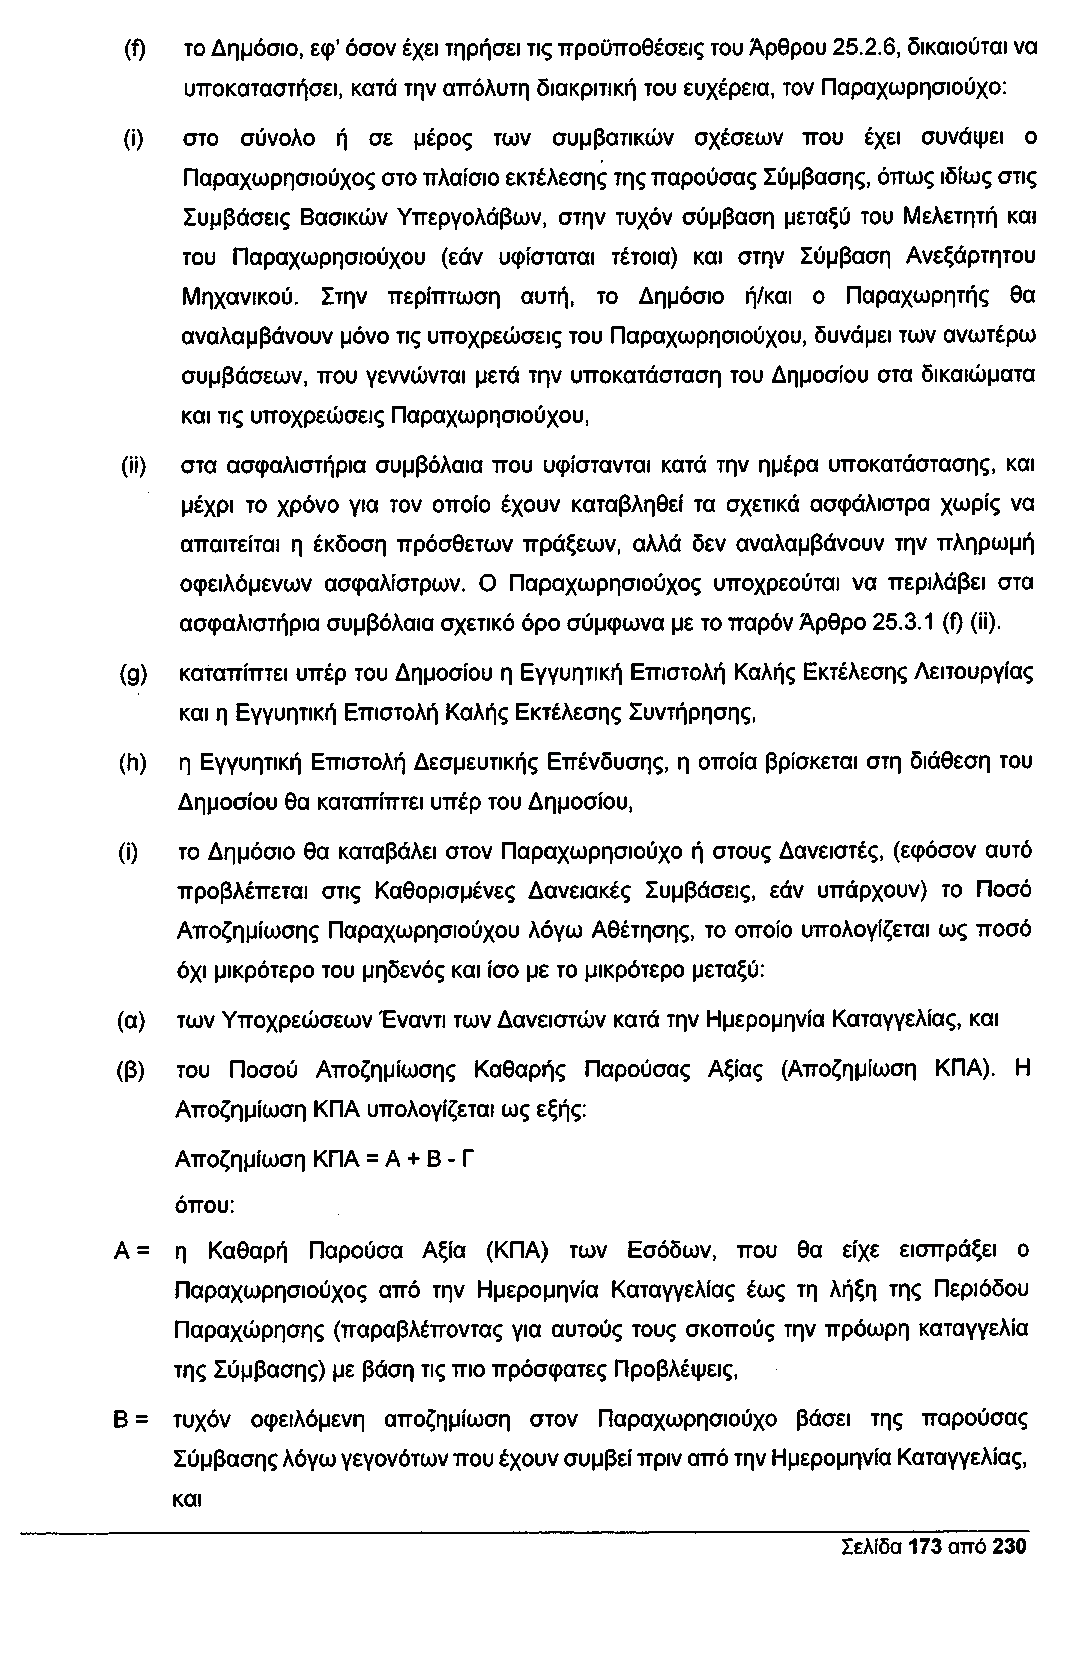 (f) το Δημόσιο, εφ' όσον έχει τηρήσει τις προϋποθέσεις του Άρθρου 25.2.6, δικαιούται να
υποκαταστήσει, κατά την απόλυτη διακριτική του ευχέρεια, τον Παραχωρησιούχο:
(i) στο σύνολο ή σε μέρος των συμβατικών σχέσεων που έχει συνάψει ο
Παραχωρησιούχος στο πλαίσιο εκτέλεσης της παρούσας Σύμβασης, όπως ιδίως στις
Συμβάσεις Βασικών Υπεργολάβων, στην τυχόν σύμβαση μεταξύ του Μελετητή και
του Παραχωρησιούχου (εάν υφίσταται τέτοια) και στην Σύμβαση Ανεξάρτητου
Μηχανικού. Στην περίπτωση αυτή, το Δημόσιο ή/και ο Παραχωρητής θα
αναλαμβάνουν μόνο τις υποχρεώσεις του Παραχωρησιούχου, δυνάμει των ανωτέρω
συμβάσεων, που γεννώνται μετά την υποκατάσταση του Δημοσίου στα δικαιώματα
και τις υποχρεώσεις Παραχωρησιούχου,
(ii) στα ασφαλιστήρια συμβόλαια που υφίστανται κατά την ημέρα υποκατάστασης, και
μέχρι το χρόνο για τον οποίο έχουν καταβληθεί τα σχετικά ασφάλιστρα χωρίς να
απαιτείται η έκδοση πρόσθετων πράξεων, αλλά δεν αναλαμβάνουν την πληρωμή
οφειλόμενων ασφαλίστρων. Ο Παραχωρησιούχος υποχρεούται να περιλάβει στα
ασφαλιστήρια συμβόλαια σχετικό όρο σύμφωνα με το παρόν Άρθρο 25.3.1 (f) (ii).
(g) καταπίπτει υπέρ του Δημοσίου η Εγγυητική Επιστολή Καλής Εκτέλεσης Λειτουργίας
και η Εγγυητική Επιστολή Καλής Εκτέλεσης Συντήρησης,
(h) η Εγγυητική Επιστολή Δεσμευτικής Επένδυσης, η οποία βρίσκεται στη διάθεση του
Δημοσίου θα καταπίπτει υπέρ του Δημοσίου,
(i) το Δημόσιο θα καταβάλει στον Παραχωρησιούχο ή στους Δανειστές, (εφόσον αυτό
προβλέπεται στις Καθορισμένες Δανειακές Συμβάσεις, εάν υπάρχουν) το Ποσό
Αποζημίωσης Παραχωρησιούχου λόγω Αθέτησης, το οποίο υπολογίζεται ως ποσό
όχι μικρότερο του μηδενός και ίσο με το μικρότερο μεταξύ:
(α) των Υποχρεώσεων Έναντι των Δανειστών κατά την Ημερομηνία Καταγγελίας, και
(β) του Ποσού Αποζημίωσης Καθαρής Παρούσας Αξίας (Αποζημίωση ΚΠΑ). Η
Αποζημίωση ΚΠΑ υπολογίζεται ως εξής:
Αποζημίωση ΚΠΑ = Α + Β - Γ
όπου:
Α = η Καθαρή Παρούσα Αξία (ΚΠΑ) των Εσόδων, που θα είχε εισπράξει ο
Παραχωρησιούχος από την Ημερομηνία Καταγγελίας έως τη λήξη της Περιόδου
Παραχώρησης (παραβλέποντας για αυτούς τους σκοπούς την πρόωρη καταγγελία
της Σύμβασης) με βάση τις πιο πρόσφατες Προβλέψεις,
Β = τυχόν οφειλόμενη αποζημίωση στον Παραχωρησιούχο βάσει της παρούσας
Σύμβασης λόγω γεγονότων που έχουν συμβεί πριν από την Ημερομηνία Καταγγελίας,
και
Σελίδα 173 από 230